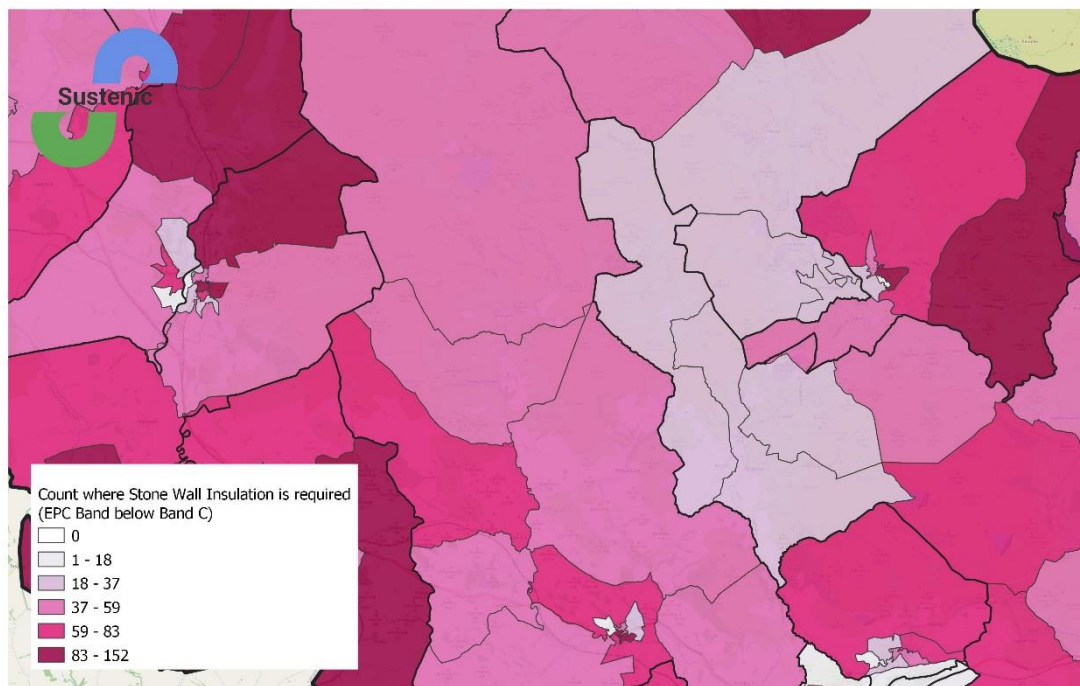 Sustenic
Count where Stone Wall Insulation is required
(EPC Band below Band C)
0
1 - 18
18 - 37
37 - 59
59 - 83
83 - 152